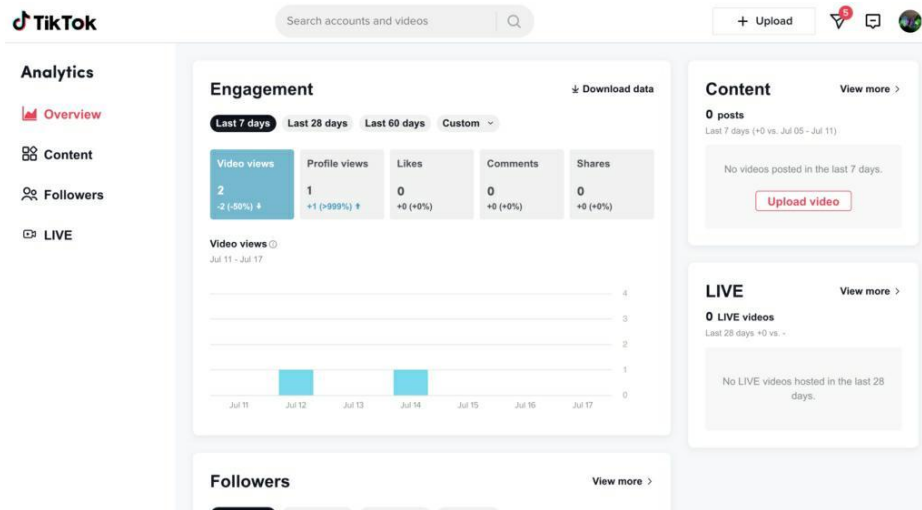 TikTok
Search accounts and videos
+ Upload
5
Analytics
Overview
Content
Followers
LIVE
Engagement
Download data
Last 7 days Last 28 days Last 60 days Custom
Video views Profile views Likes Comments Shares
2 1 0 0 0
-2 (-50%) +1 (>999%) +0 (+0%) +0 (+0%) +0 (+0%)
Video views
Jul 11 - Jul 17
4
3
2
1
0
Jul 11 Jul 12 Jul 13 Jul 14 Jul 15 Jul 16 Jul 17
Followers View more >
Content View more >
0 posts
Last 7 days (+0 vs. Jul 05 - Jul 11)
No videos posted in the last 7 days.
Upload video
LIVE View more >
0 LIVE videos
Last 28 days +0 vs. -
No LIVE videos hosted in the last 28
days.